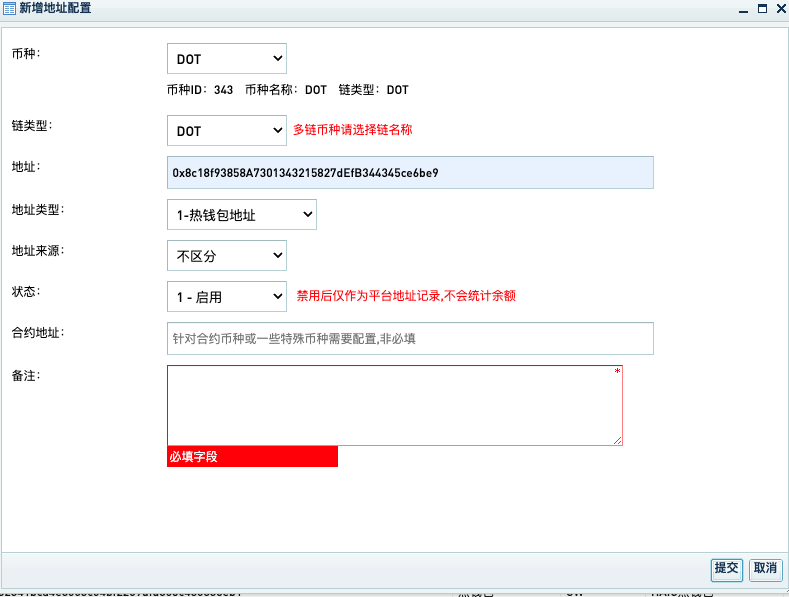 新增地址配置
币种：
DOT
币种ID：343 币种名称：DOT 链类型：DOT
链类型：
DOT
多链币种请选择链名称
地址：
0x8c18f93858A7301343215827dEfB344345ce6be9
地址类型：
1-热钱包地址
地址来源：
不区分
状态：
1 - 启用
禁用后仅作为平台地址记录,不会统计余额
合约地址：
针对合约币种或一些特殊币种需要配置,非必填
备注：
*
必填字段
提交
取消